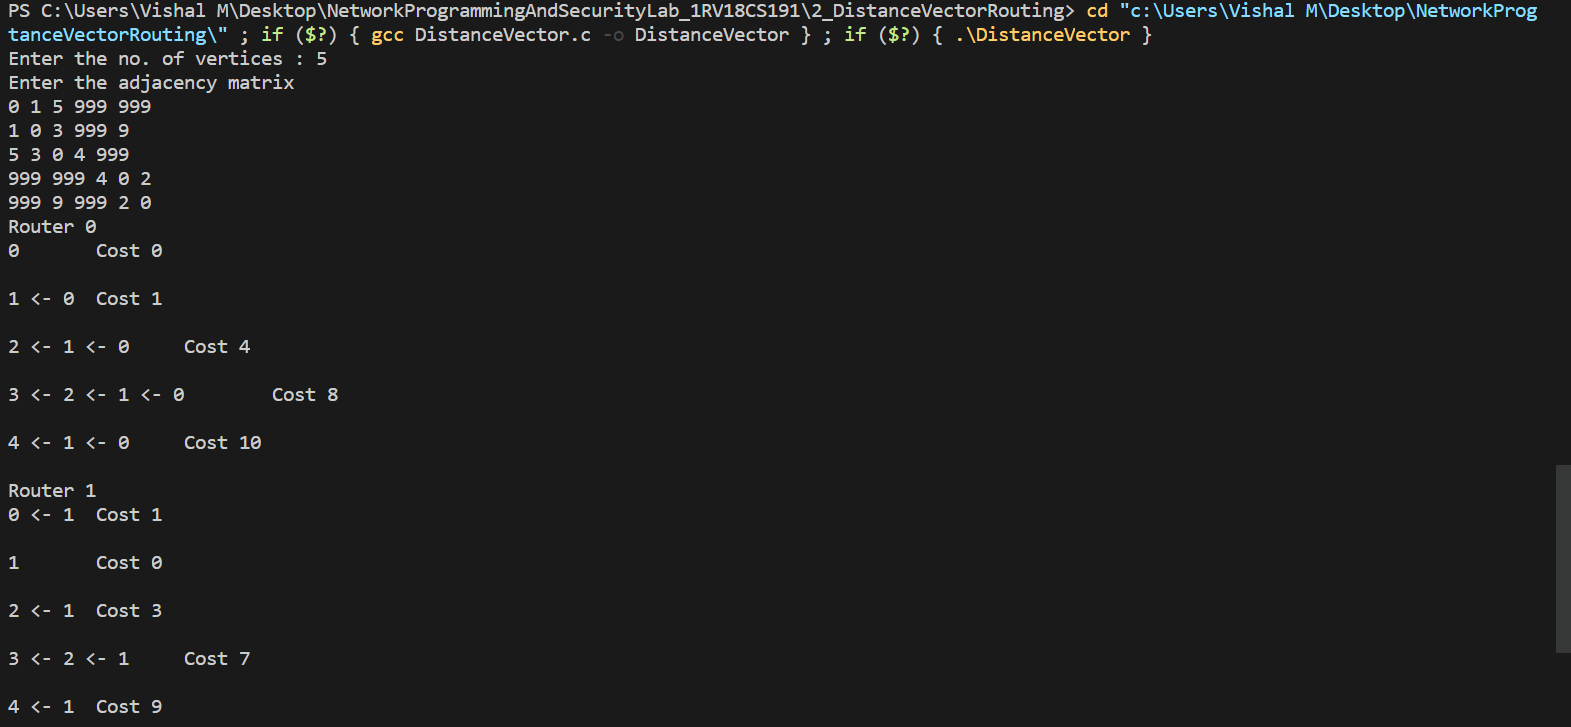 PS C:\Users\Vishal M\Desktop\NetworkProgrammingAndSecurityLab_1RV18CS191\2_DistanceVectorRouting> cd "c:\Users\Vishal M\Desktop\NetworkProg
tanceVectorRouting\" ; if ($?) { gcc DistanceVector.c -o DistanceVector } ; if ($?) { .\DistanceVector }
Enter the no. of vertices : 5
Enter the adjacency matrix
0 1 5 999 999
1 0 3 999 9
5 3 0 4 999
999 999 4 0 2
999 9 999 2 0
Router 0
0       Cost 0
1 <- 0  Cost 1
2 <- 1 <- 0     Cost 4
3 <- 2 <- 1 <- 0        Cost 8
4 <- 1 <- 0     Cost 10
Router 1
0 <- 1  Cost 1
1       Cost 0
2 <- 1  Cost 3
3 <- 2 <- 1     Cost 7
4 <- 1  Cost 9